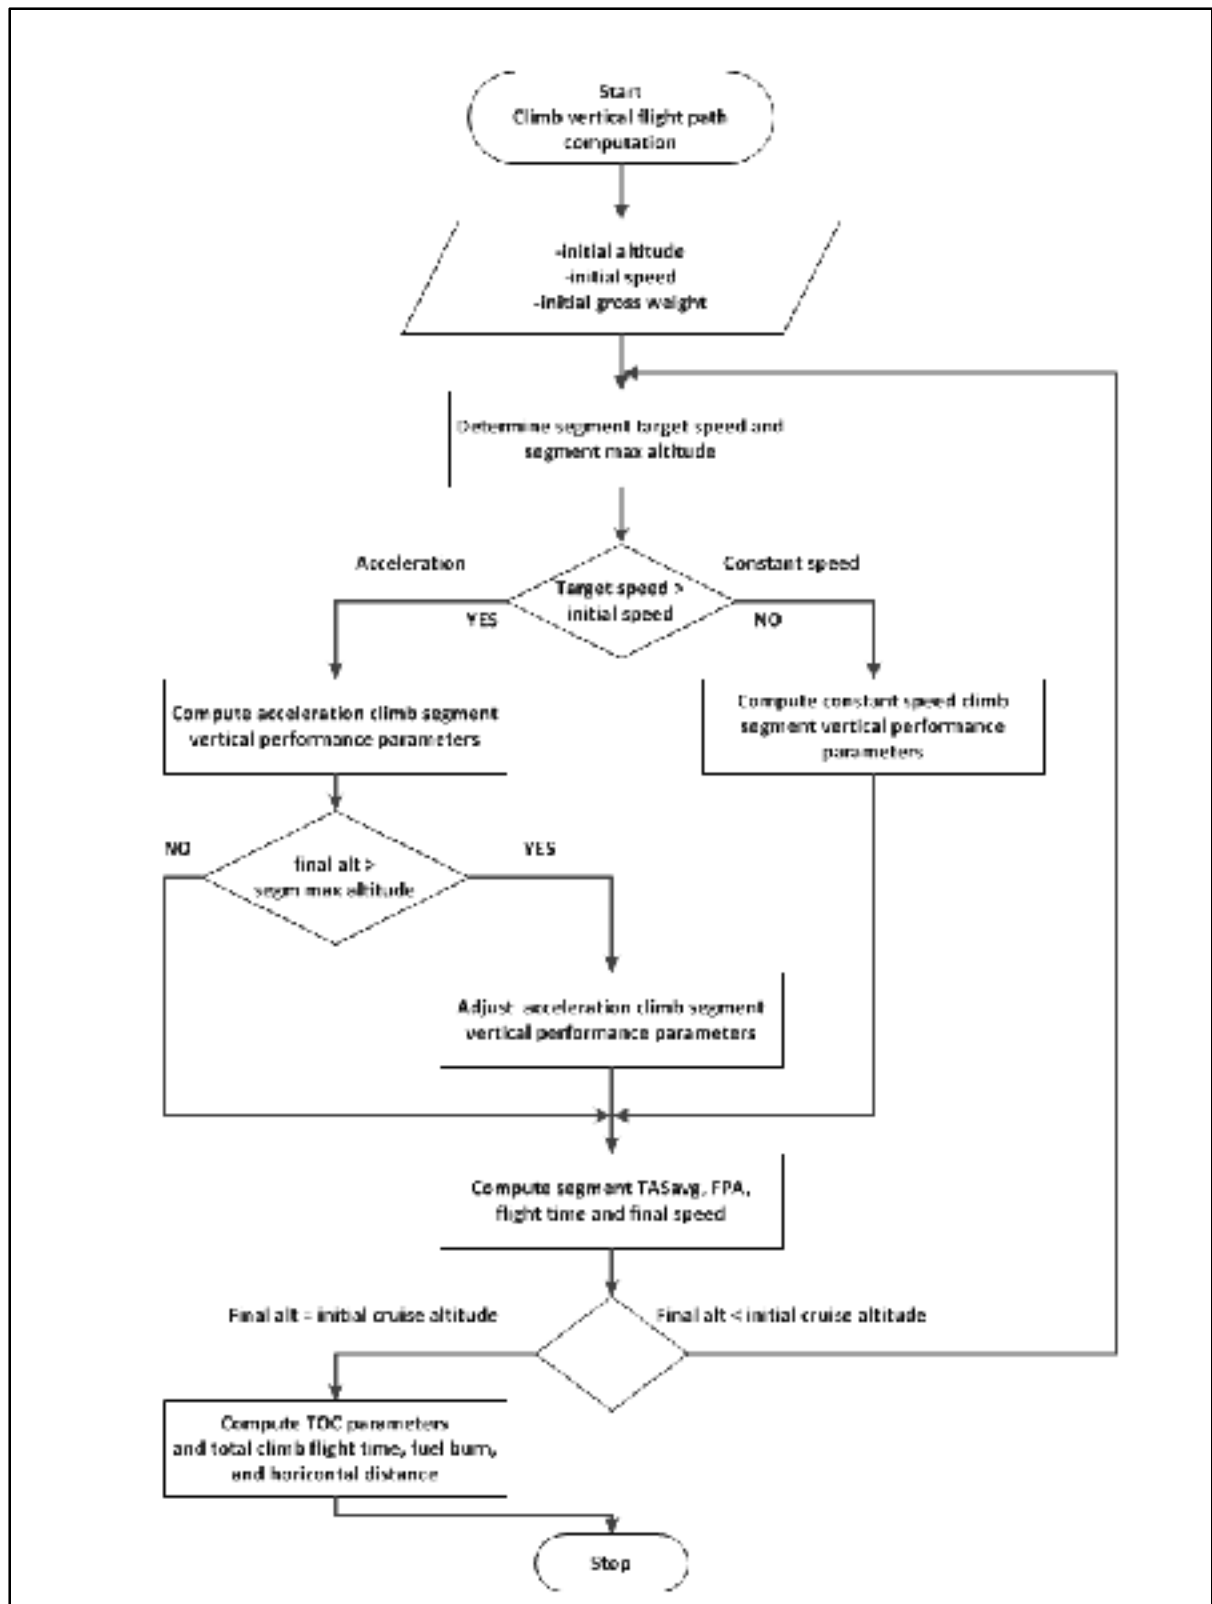 Start
Climb vertical flight path
computation
-initial altitude
-initial speed
-initial gross weight
Determine segment target speed and
segment max altitude
Acceleration
Constant speed
Target speed >
initial speed
YES
NO
Compute acceleration climb segment
vertical performance parameters
Compute constant speed climb
segment vertical performance
parameters
NO
YES
final alt >
segm max altitude
Adjust acceleration climb segment
vertical performance parameters
Compute segment TASavg, FPA,
flight time and final speed
Final alt = initial cruise altitude
Final alt < initial cruise altitude
Compute TOC parameters
and total climb flight time, fuel burn,
and horizontal distance
Stop